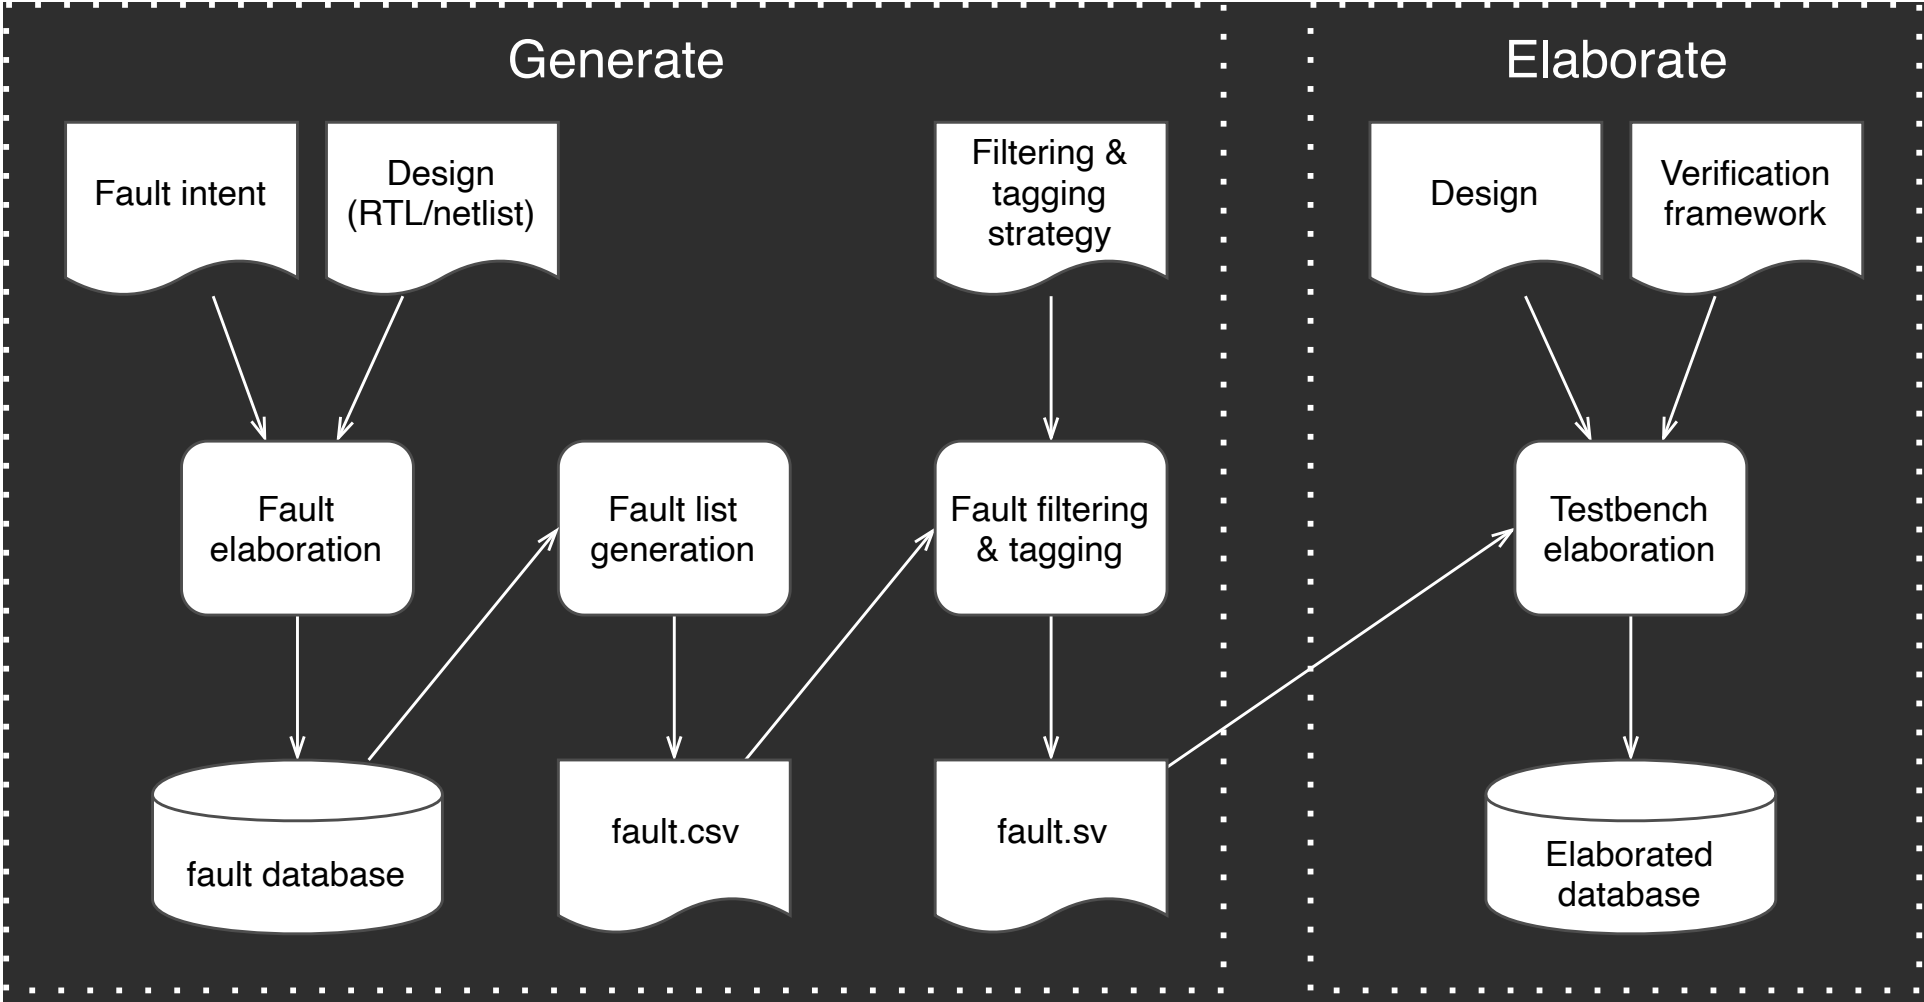 Generate
Fault intent
Design
(RTL/netlist)
Filtering &
tagging
strategy
Fault
elaboration
Fault list
generation
Fault filtering
& tagging
fault database
fault.csv
fault.sv
Elaborate
Design
Verification
framework
Testbench
elaboration
Elaborated
database